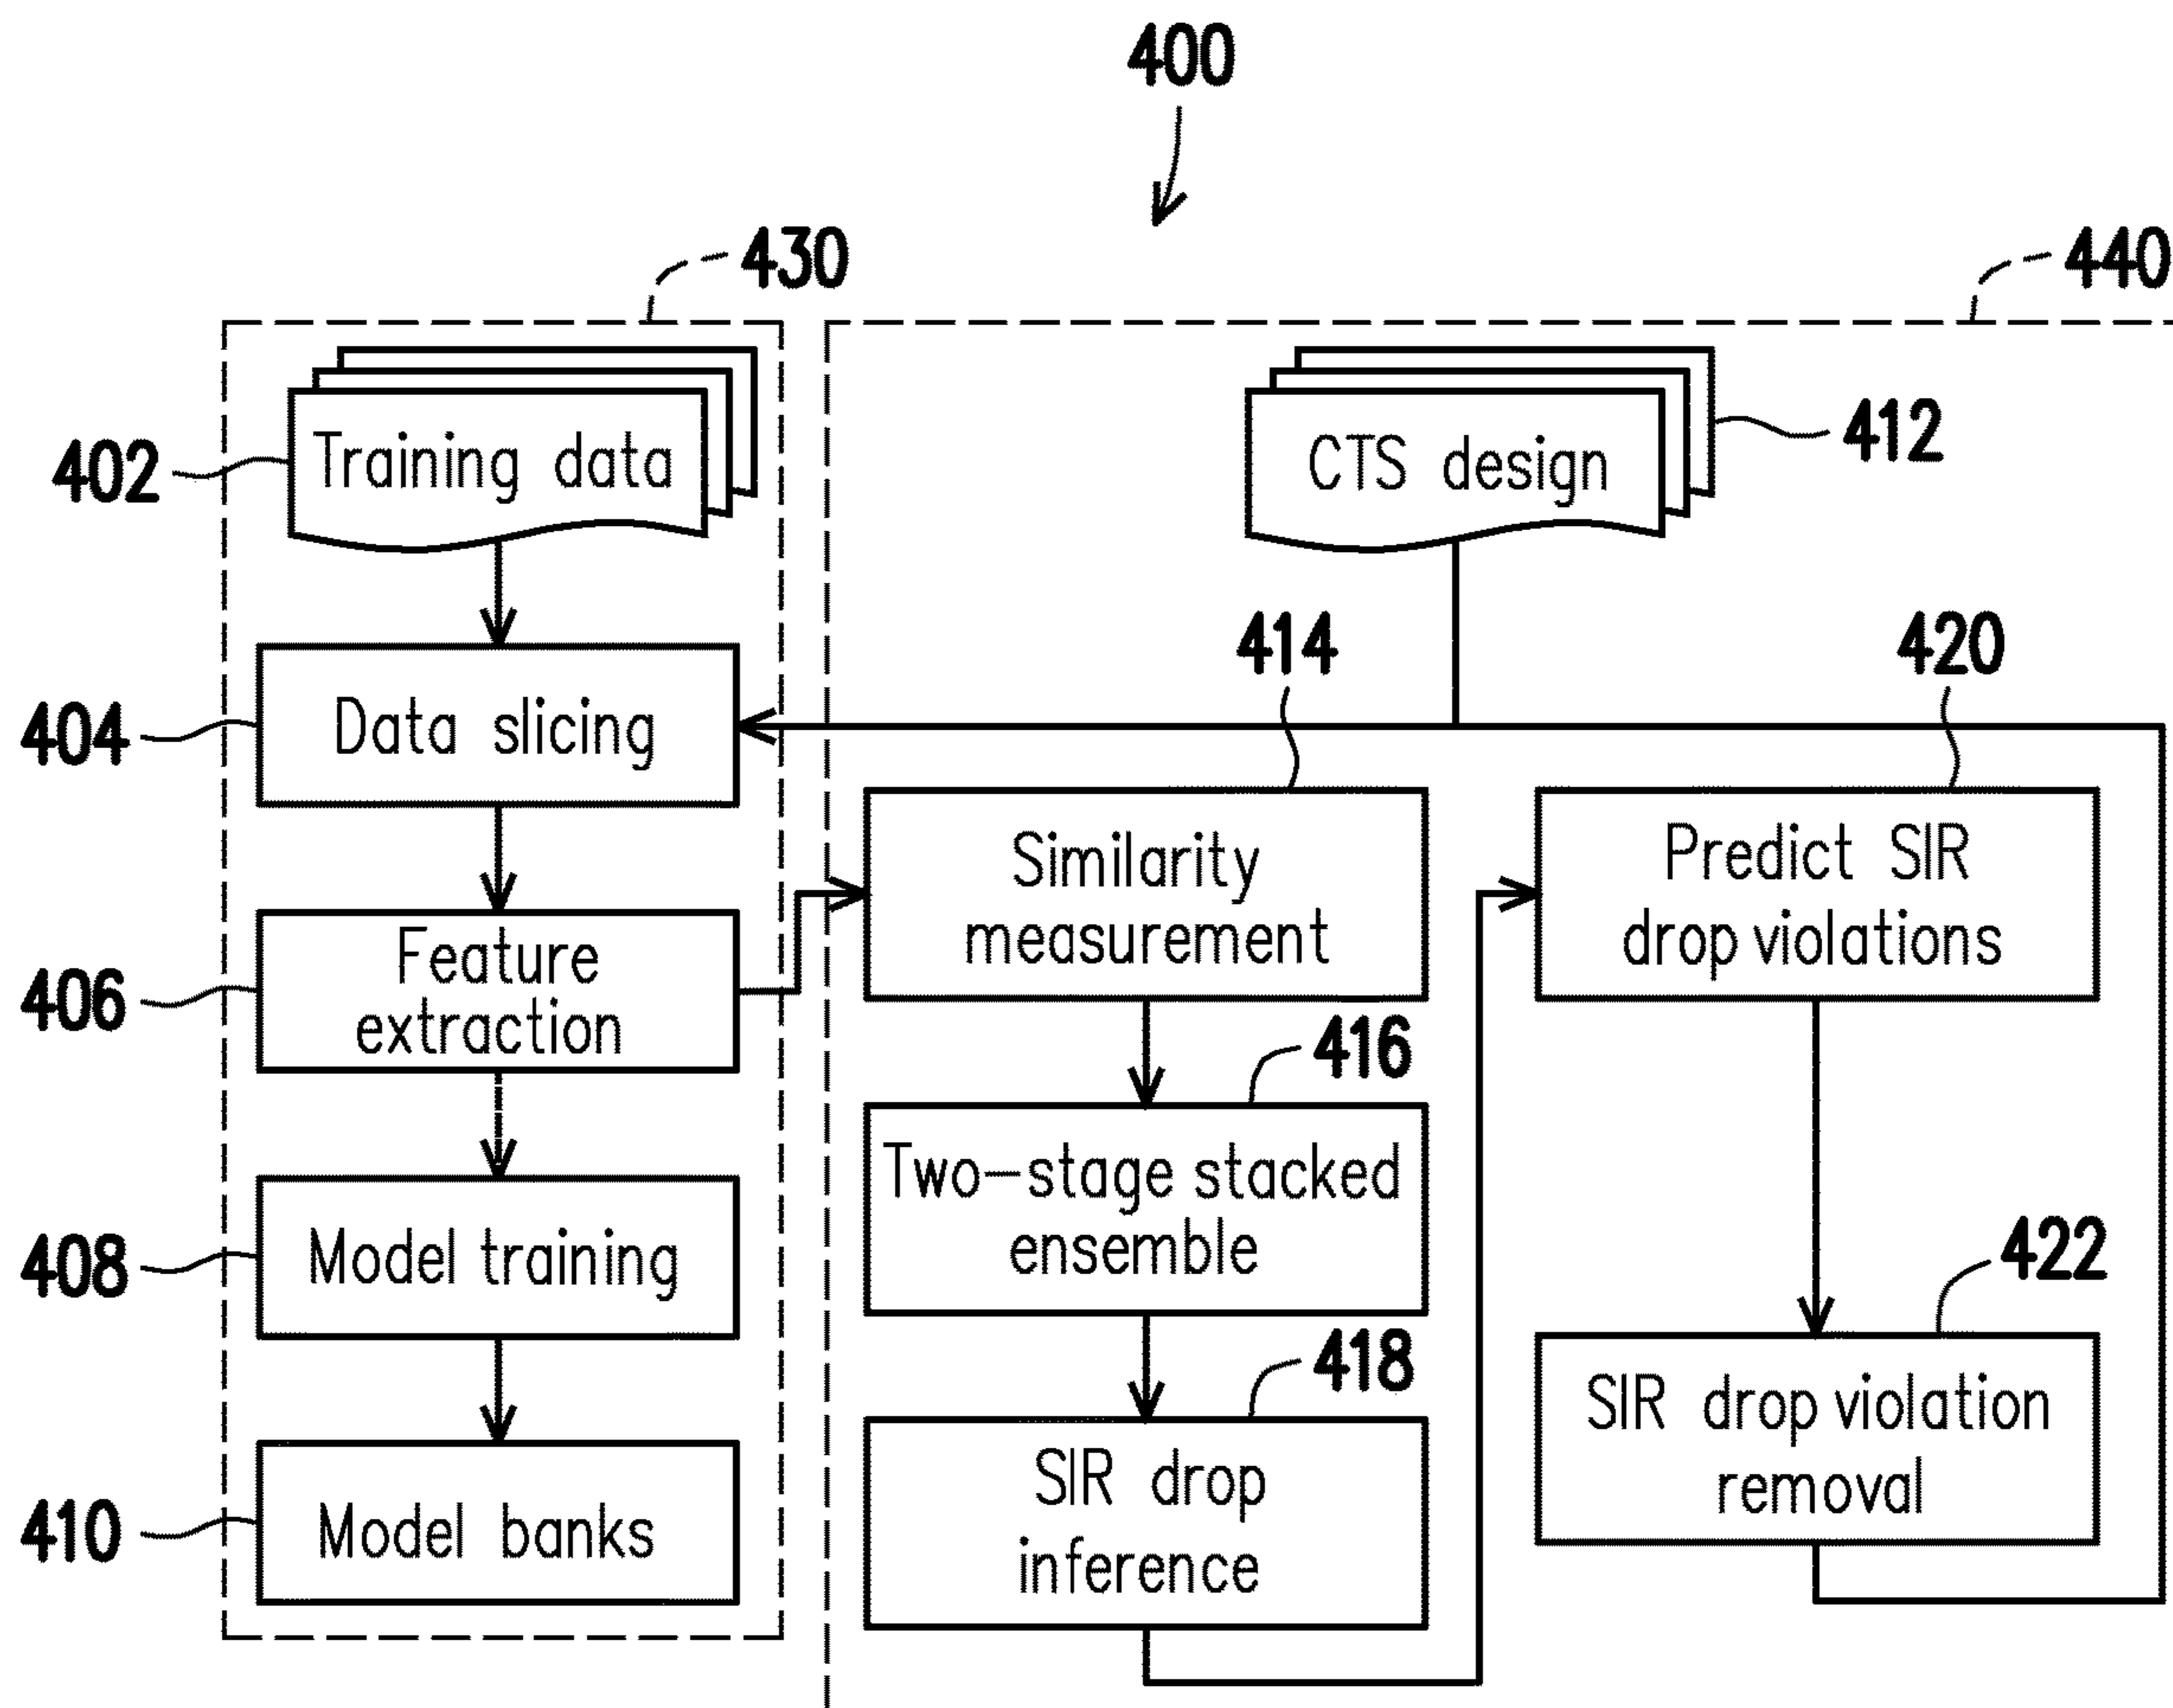 400
430
440
Training data
402
CTS design
412
414
420
Data slicing
404
Similarity
measurement
Predict SIR
drop violations
Feature
extraction
406
416
Two-stage stacked
ensemble
Model training
408
422
418
SIR drop violation
removal
SIR drop
inference
Model banks
410